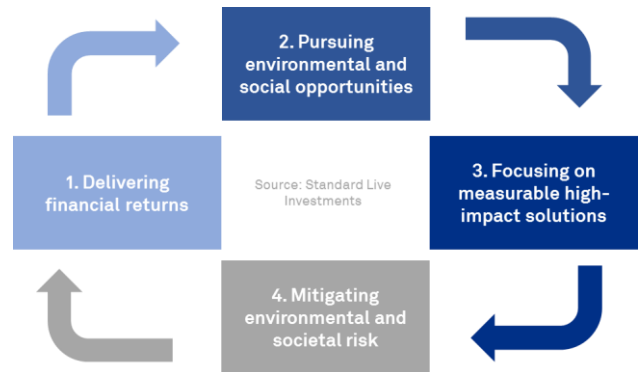 2. Pursuing
environmental and
social opportunities
1. Delivering
financial returns
Source: Standard Live
Investments
3. Focusing on
measurable high-
impact solutions
4. Mitigating
environmental and
societal risk